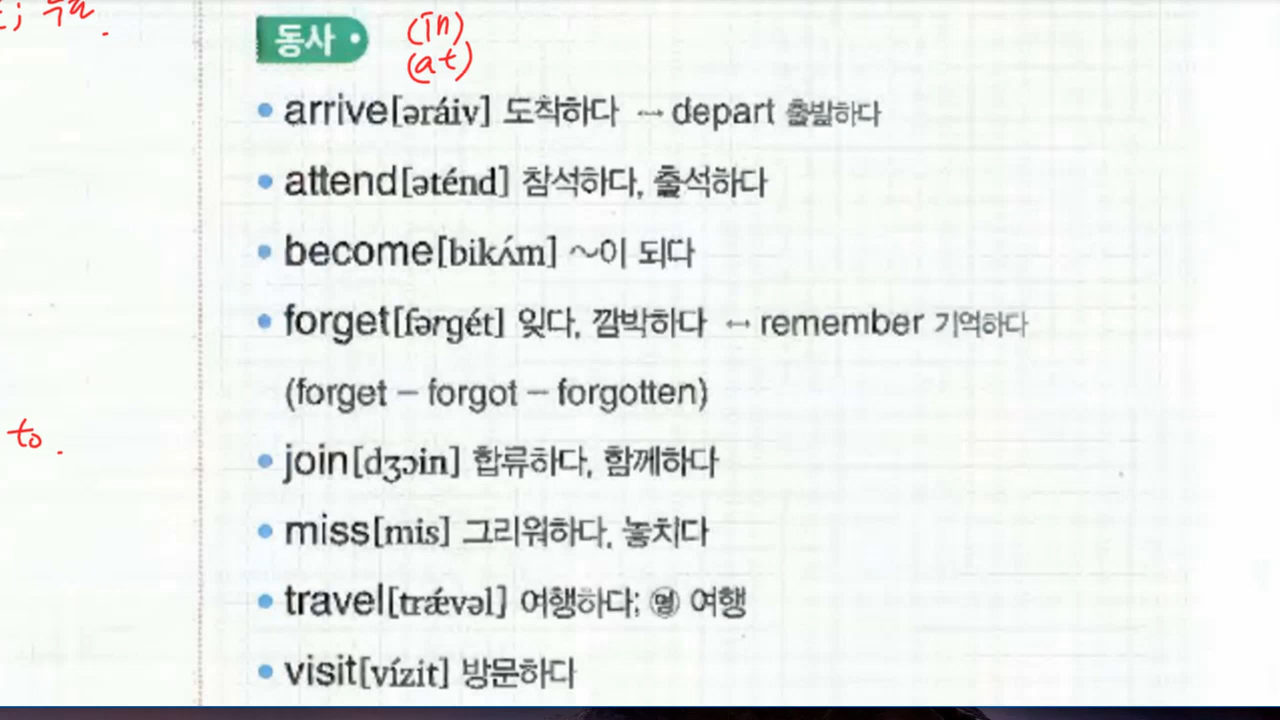 동사
(in)
(at)
arrive[əráiv] 도착하다 ↔ depart 출발하다
attend[əténd] 참석하다, 출석하다
become[bikʌ́m] ~이 되다
forget[fərgét] 잊다, 깜박하다 ↔ remember 기억하다
(forget – forgot – forgotten)
to.
join[dʒɔin] 합류하다, 함께하다
miss[mis] 그리워하다, 놓치다
travel[trǽvəl] 여행하다; 명 여행
visit[vízit] 방문하다